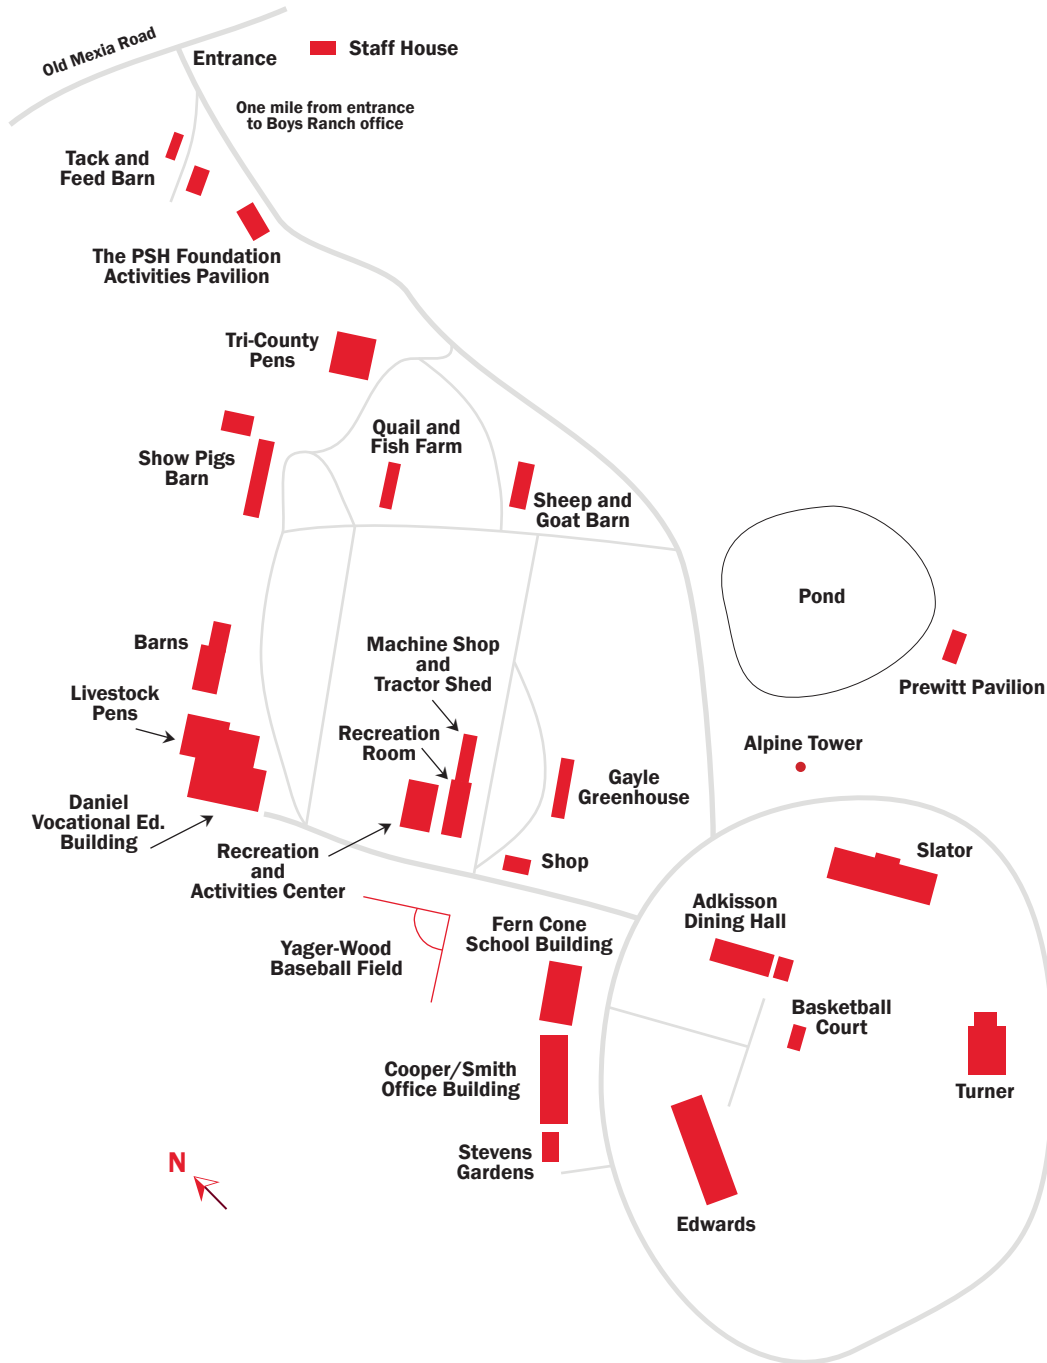 Old Mexia Road
Entrance
Staff House
One mile from entrance
to Boys Ranch office
Tack and
Feed Barn
The PSH Foundation
Activities Pavilion
Tri-County
Pens
Quail and
Fish Farm
Show Pigs
Barn
Sheep and
Goat Barn
Pond
Barns
Machine Shop
and
Tractor Shed
Livestock
Pens
Prewitt Pavilion
Recreation
Room
Alpine Tower
Gayle
Greenhouse
Daniel
Vocational Ed.
Building
Recreation
and
Activities Center
Shop
Slator
Adkisson
Dining Hall
Fern Cone
School Building
Yager-Wood
Baseball Field
Basketball
Court
Cooper/Smith
Office Building
Turner
Stevens
Gardens
N
Edwards